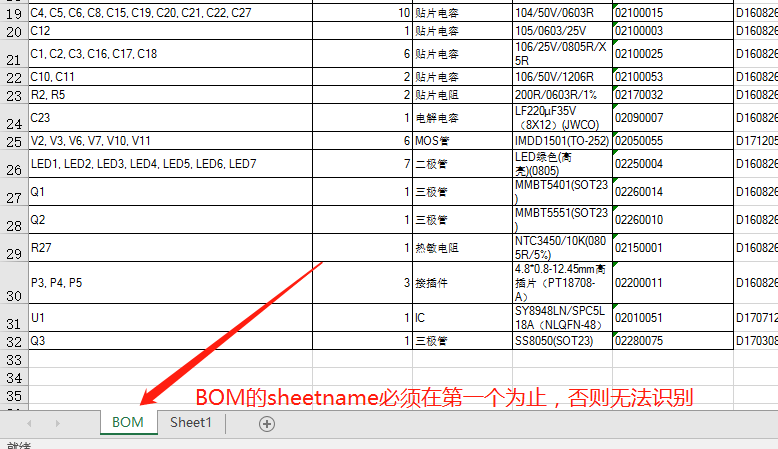 19 C4, C5, C6, C8, C15, C19, C20, C21, C22, C27 10 贴片电容 104/50V/0603R 02100015 D160826
20 C12 1 贴片电容 105/0603/25V 02100003 D160826
21 C1, C2, C3, C16, C17, C18 6 贴片电容 106/25V/0805R/X 02100025 D160826
5R
22 C10, C11 2 贴片电容 106/50V/1206R 02100053 D160826
23 R2, R5 2 贴片电阻 200R/0603R/1% 02170032 D160826
24 C23 1 电解电容 LF220μF35V 02090007 D160826
（8X12）(JWCO)
25 V2, V3, V6, V7, V10, V11 6 MOS管 IMDD1501(TO-252) 02050055 D171205
26 LED1, LED2, LED3, LED4, LED5, LED6, LED7 7 二极管 LED绿色(高 02250004 D160826
亮)(0805)
27 Q1 1 三极管 MMBT5401(SOT23 02260014 D160826
)
28 Q2 1 三极管 MMBT5551(SOT23 02260010 D160826
)
29 R27 1 热敏电阻 NTC3450/10K(080 02150001 D160826
5R/5%)
30 P3, P4, P5 3 接插件 4.8*0.8-12.45mm高 02200011 D160826
插片（PT18708-
A）
31 U1 1 IC SY8948LN/SPC5L 02010051 D170712
18A（NLQFN-48）
32 Q3 1 三极管 SS8050(SOT23) 02280075 D170308
33
34
35
BOM的sheetname必须在第一个为止，否则无法识别
BOM Sheet1
就绪